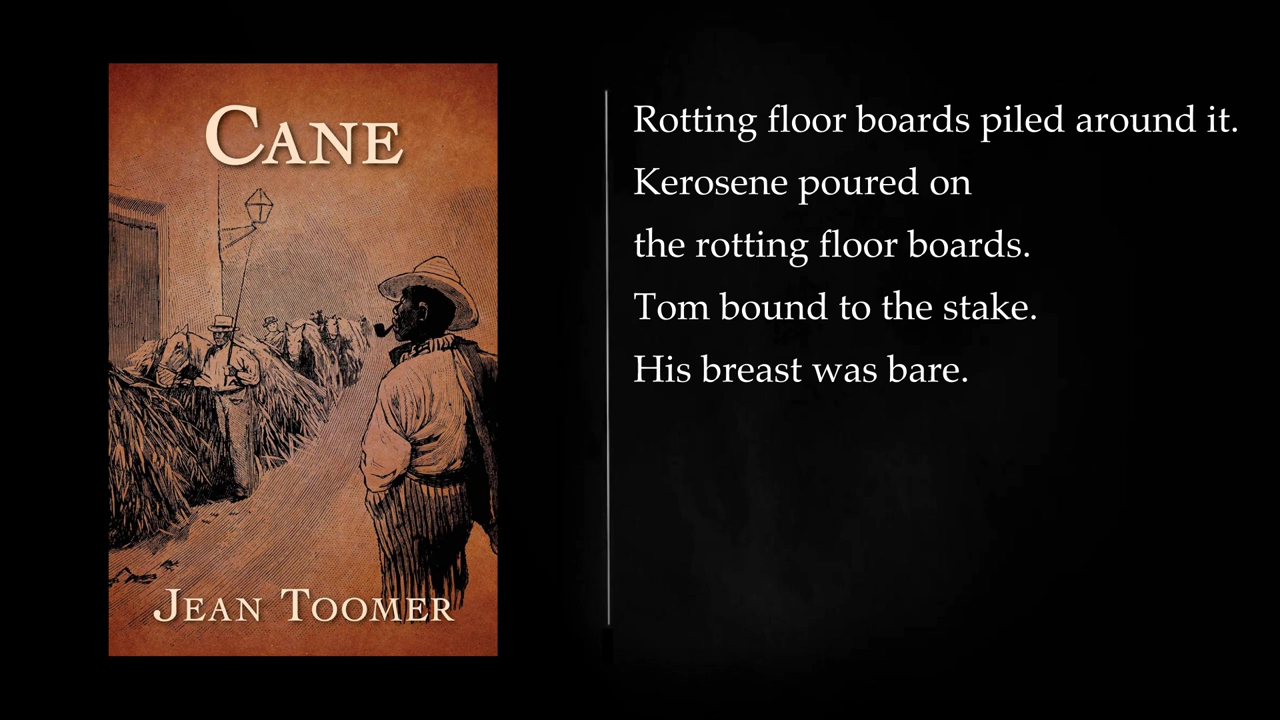 CANE
JEAN TOOMER
Rotting floor boards piled around it.
Kerosene poured on
the rotting floor boards.
Tom bound to the stake.
His breast was bare.